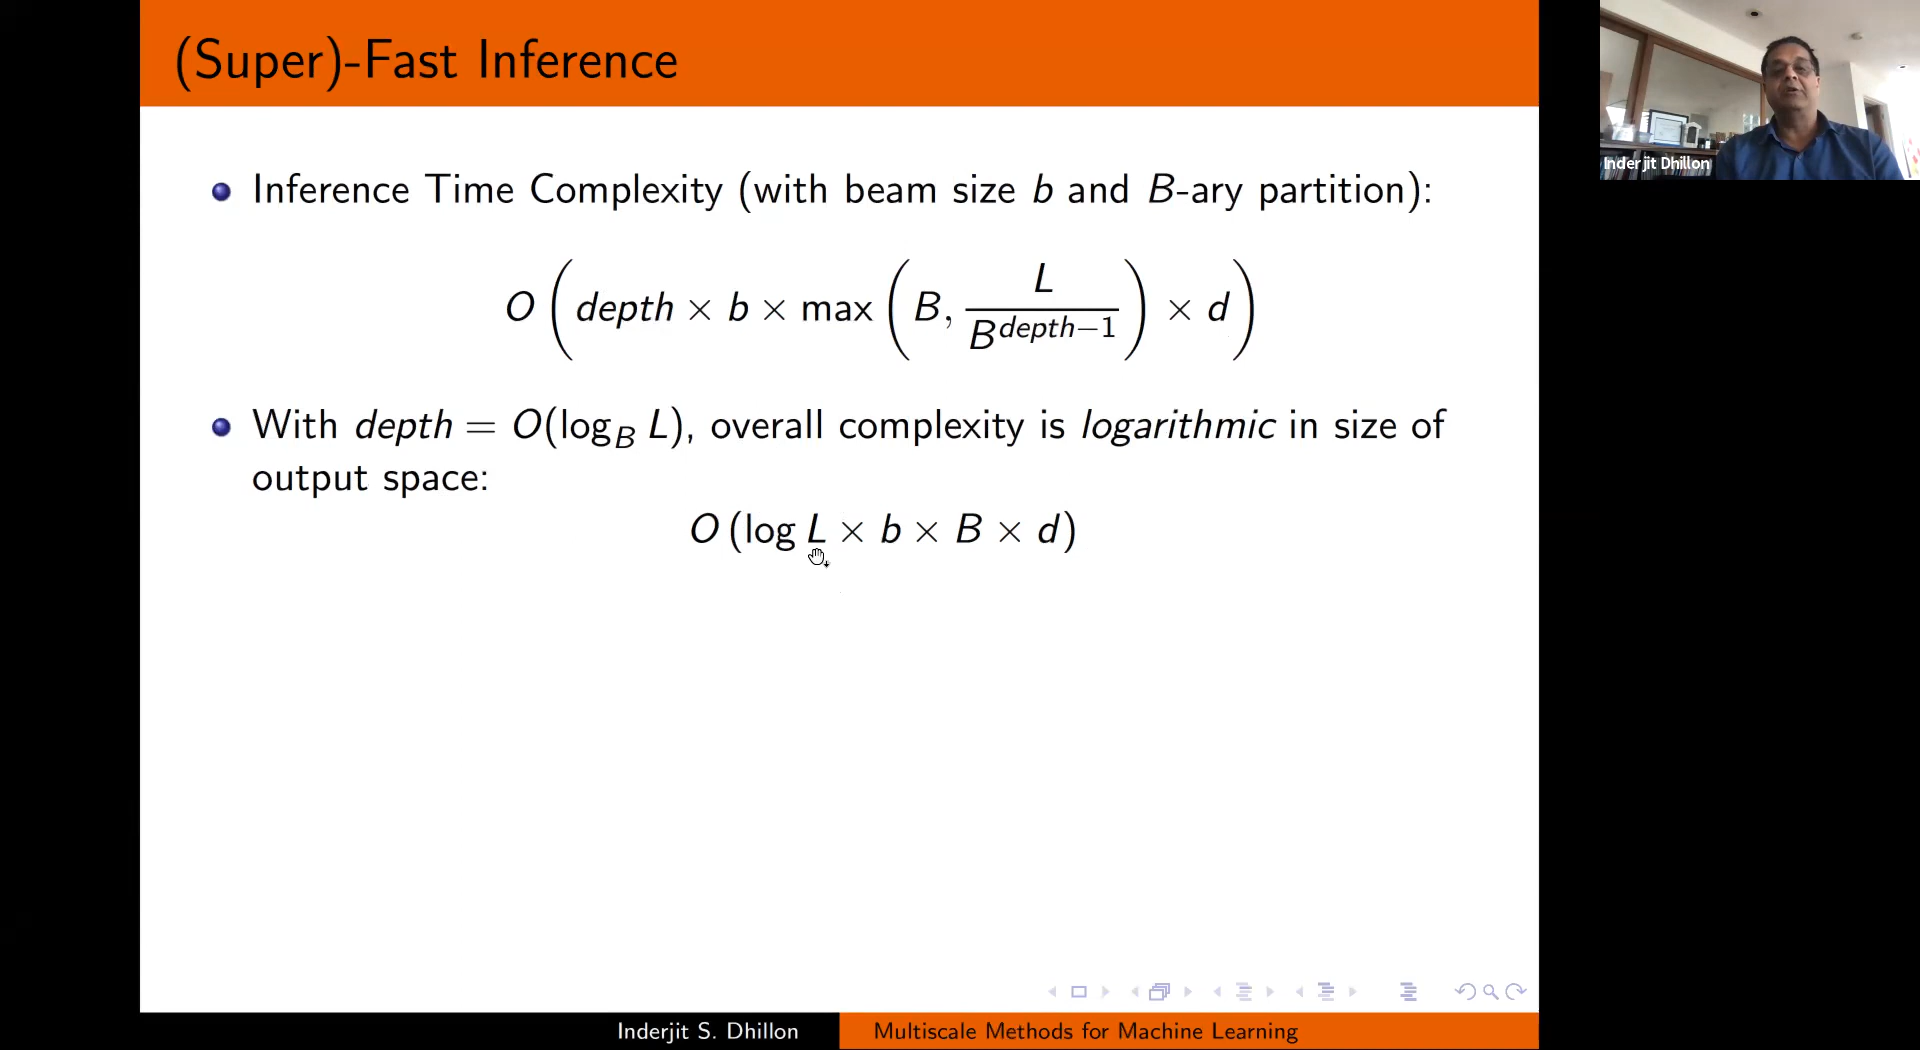 (Super)-Fast Inference
Inderjit Dhillon
Inference Time Complexity (with beam size b and B-ary partition):
O(depth × b × max(B, L/B^{depth−1}) × d)
With depth = O(log_B L), overall complexity is logarithmic in size of
output space:
O (log L × b × B × d)
Inderjit S. Dhillon
Multiscale Methods for Machine Learning